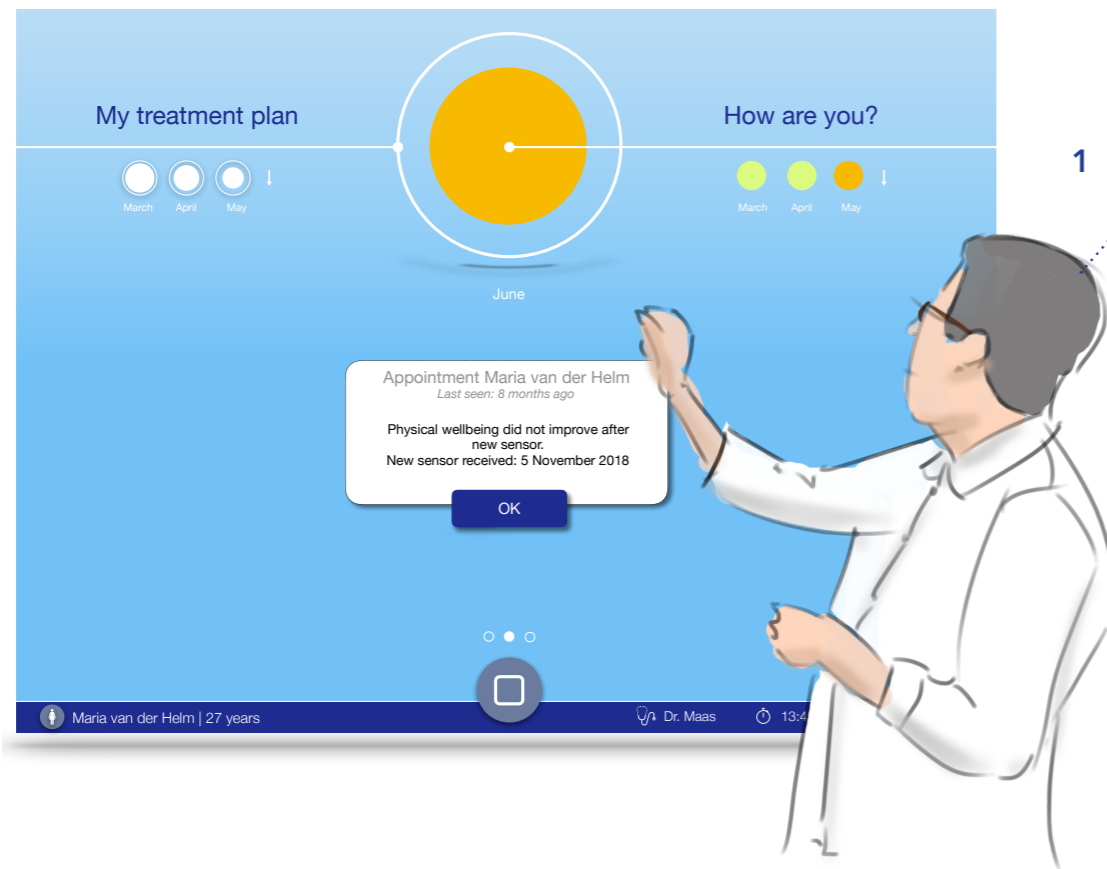 My treatment plan
How are you?
1
March April May
March April May
June
Appointment Maria van der Helm
Last seen: 8 months ago
Physical wellbeing did not improve after
new sensor.
New sensor received: 5 November 2018
OK
Maria van der Helm | 27 years
Dr. Maas
13:4